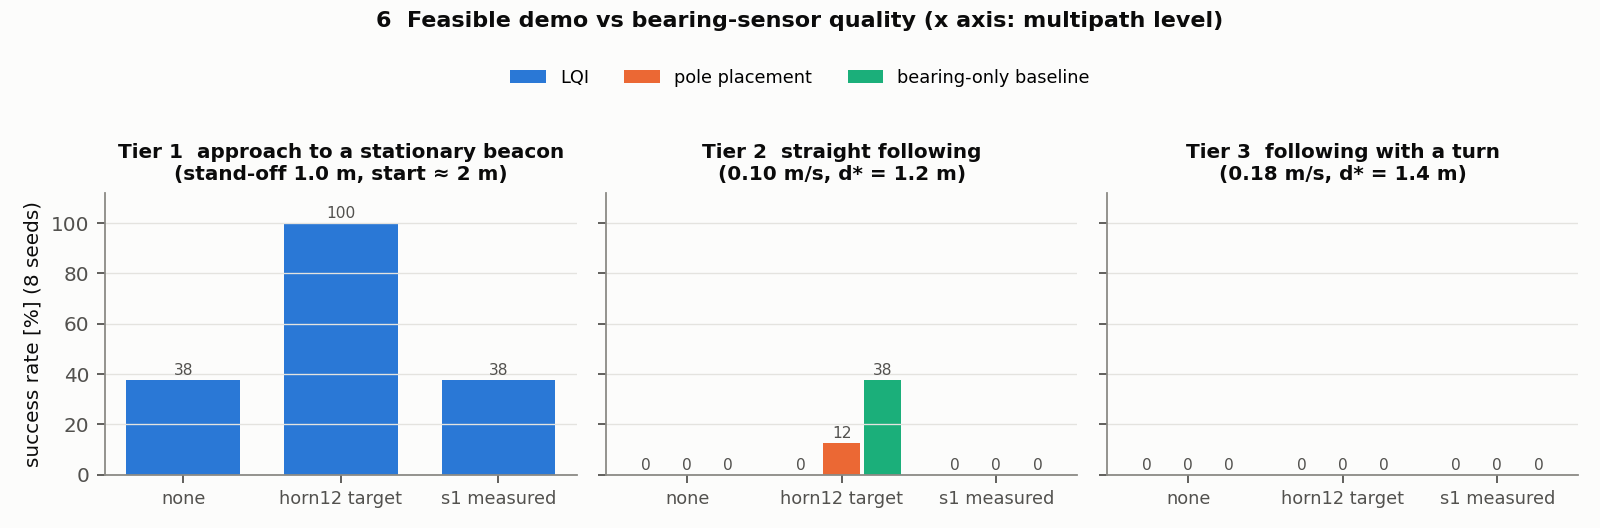 6  Feasible demo vs bearing-sensor quality (x axis: multipath level)
LQI
pole placement
bearing-only baseline
Tier 1  approach to a stationary beacon
(stand-off 1.0 m, start ≈ 2 m)
success rate [%] (8 seeds)
100
80
60
40
20
0
38
100
38
none
horn12 target
s1 measured
Tier 2  straight following
(0.10 m/s, d* = 1.2 m)
0 0 0
0 12 38
0 0 0
none
horn12 target
s1 measured
Tier 3  following with a turn
(0.18 m/s, d* = 1.4 m)
0 0 0
0 0 0
0 0 0
none
horn12 target
s1 measured